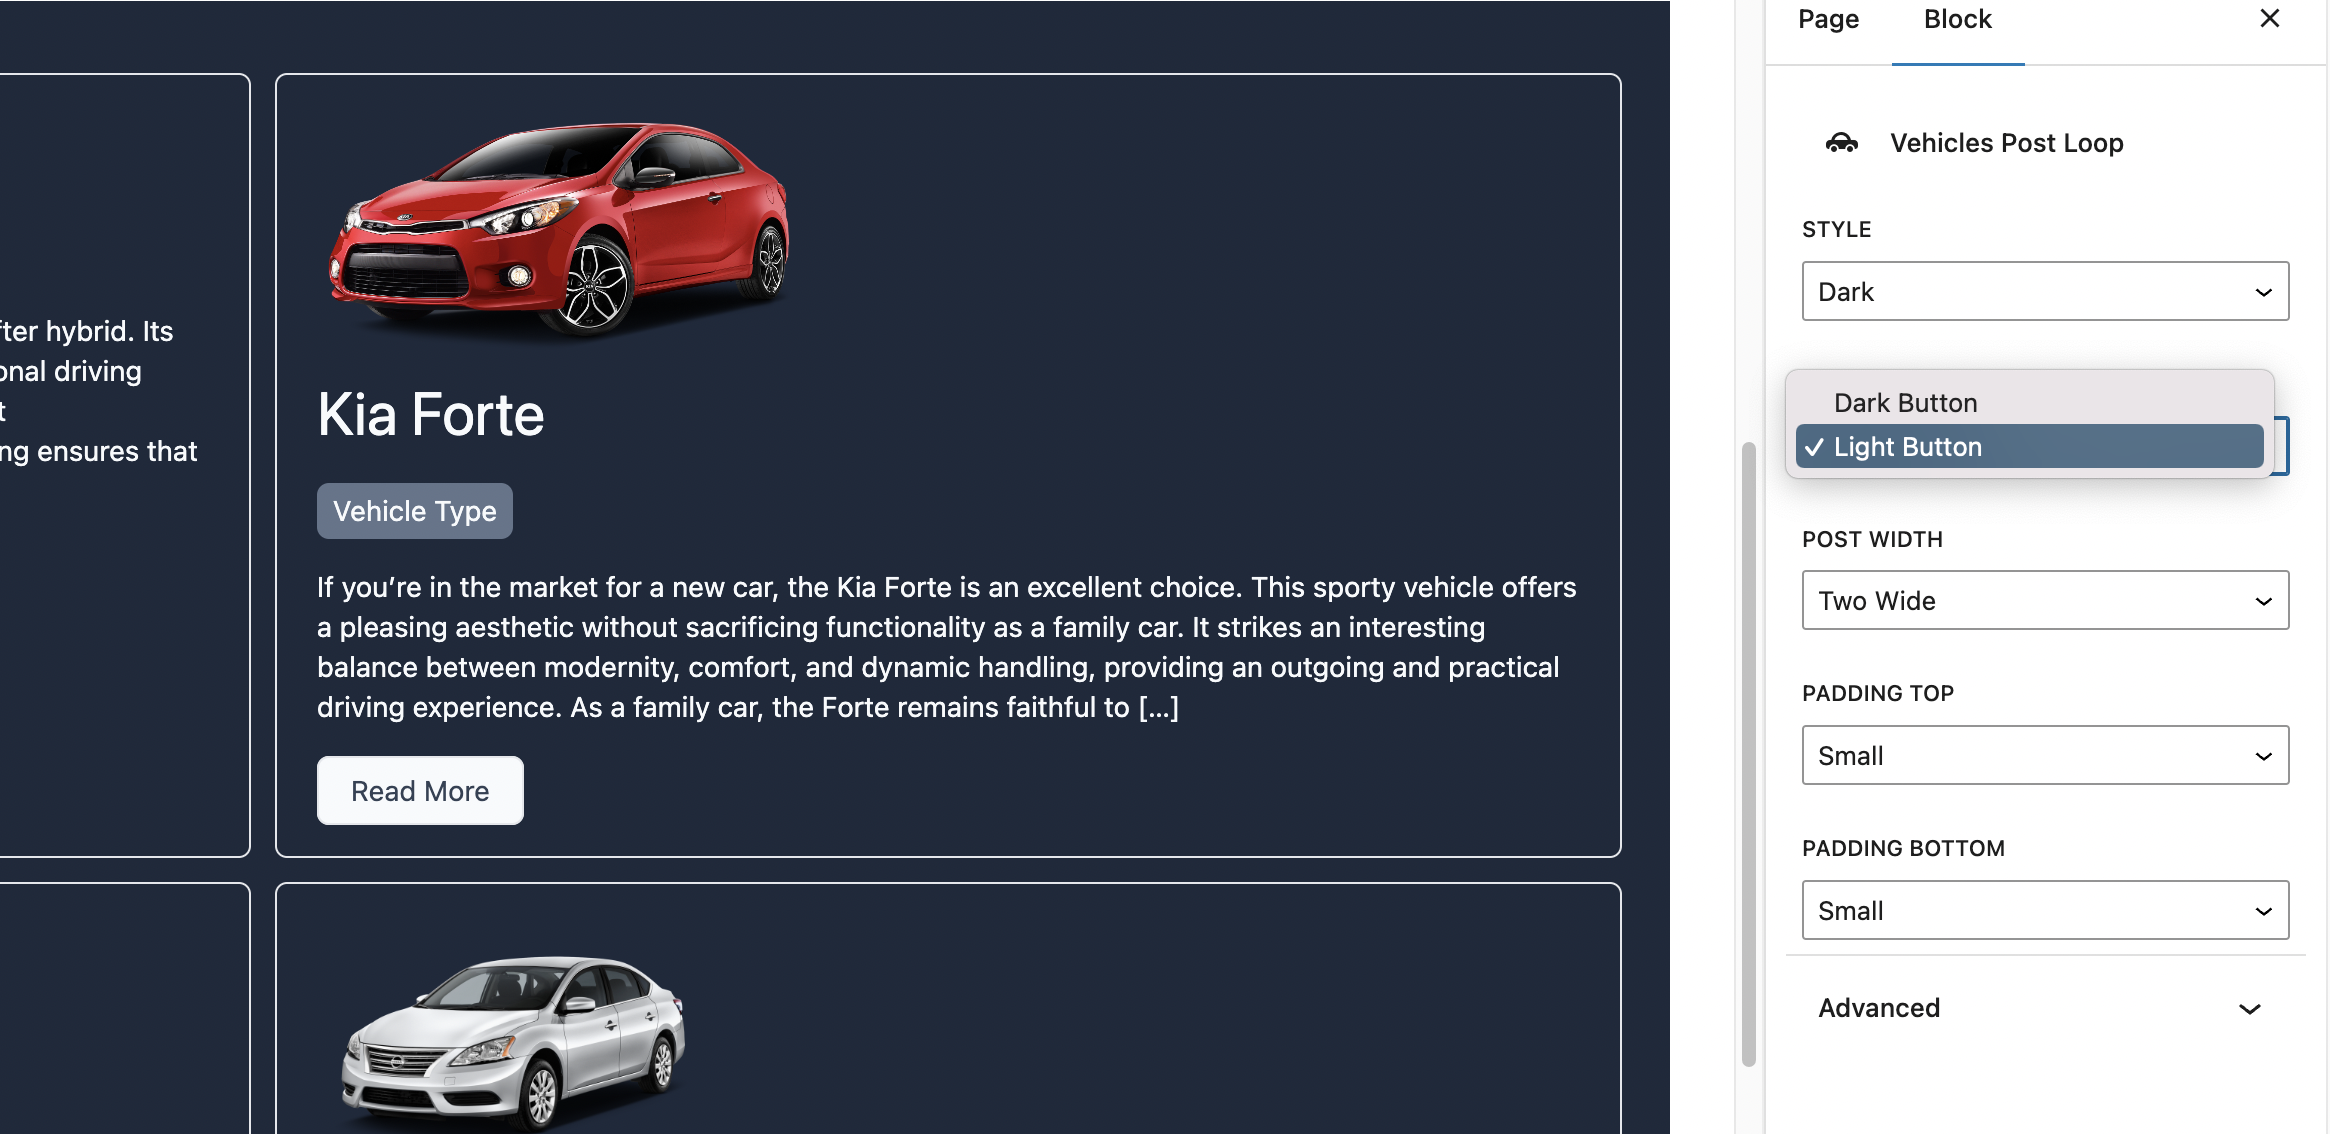 fter hybrid. Its
onal driving
t
ng ensures that
Kia Forte
Vehicle Type
If you’re in the market for a new car, the Kia Forte is an excellent choice. This sporty vehicle offers
a pleasing aesthetic without sacrificing functionality as a family car. It strikes an interesting
balance between modernity, comfort, and dynamic handling, providing an outgoing and practical
driving experience. As a family car, the Forte remains faithful to […]
Read More
Page Block
Vehicles Post Loop
STYLE
Dark
Dark Button
✓ Light Button
POST WIDTH
Two Wide
PADDING TOP
Small
PADDING BOTTOM
Small
Advanced